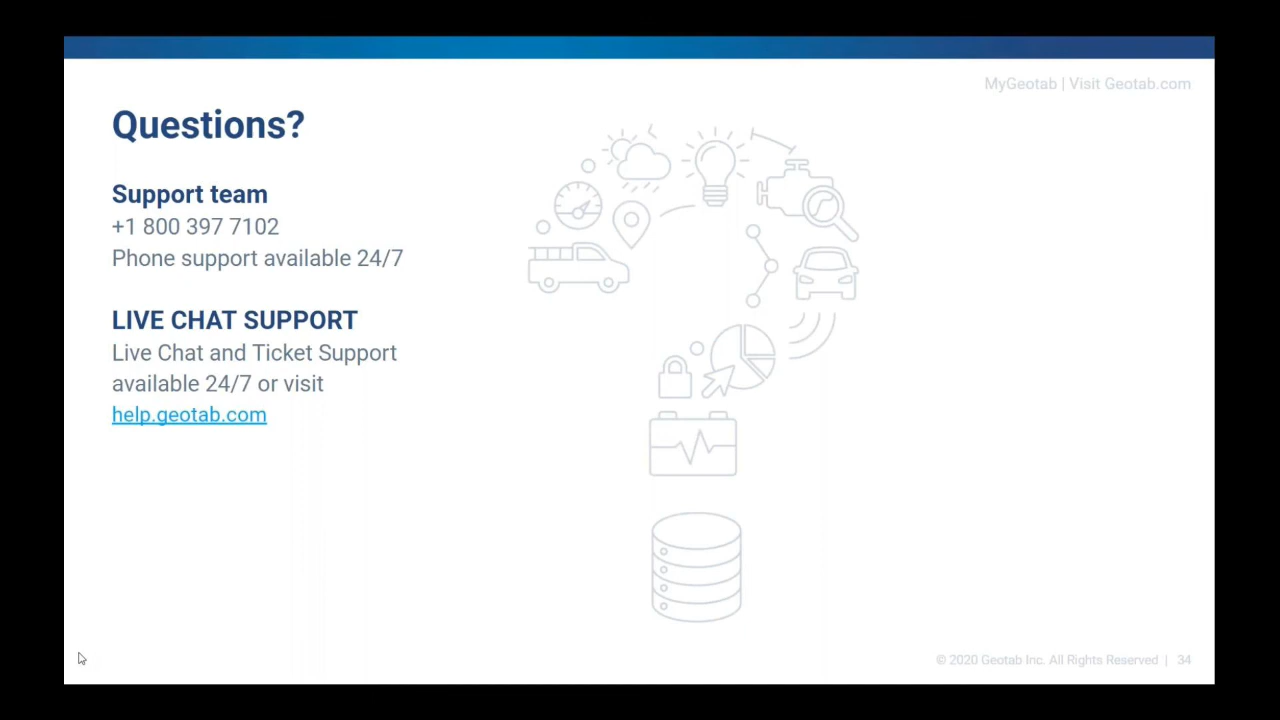 MyGeotab | Visit Geotab.com
Questions?
Support team
+1 800 397 7102
Phone support available 24/7
LIVE CHAT SUPPORT
Live Chat and Ticket Support
available 24/7 or visit
help.geotab.com
© 2020 Geotab Inc. All Rights Reserved | 34